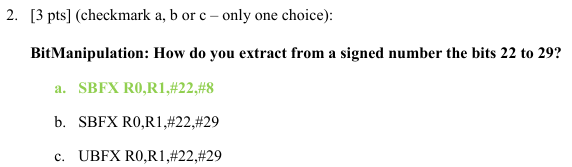 2. [3 pts] (checkmark a, b or c – only one choice):
BitManipulation: How do you extract from a signed number the bits 22 to 29?
a. SBFX R0,R1,#22,#8
b. SBFX R0,R1,#22,#29
c. UBFX R0,R1,#22,#29